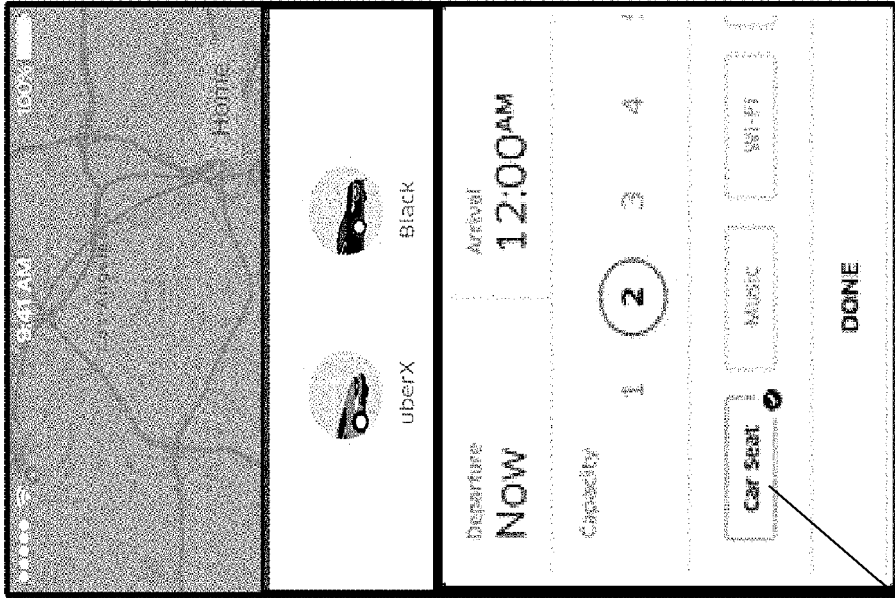 9:41 AM 100%
Home
uberX Black
Departure Arrival
Now 12:00AM
Capacity
1 2 3 4
Car Seat Music Wi-Fi
DONE